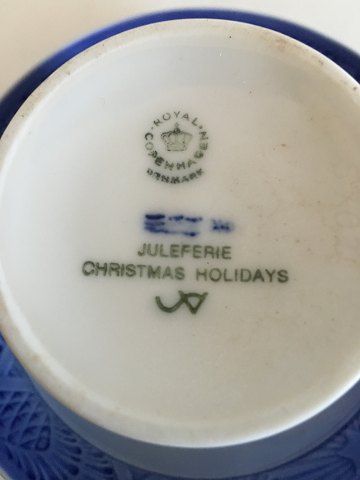 ROYAL
COPENHAGEN
DENMARK
JULEFERIE
CHRISTMAS HOLIDAYS